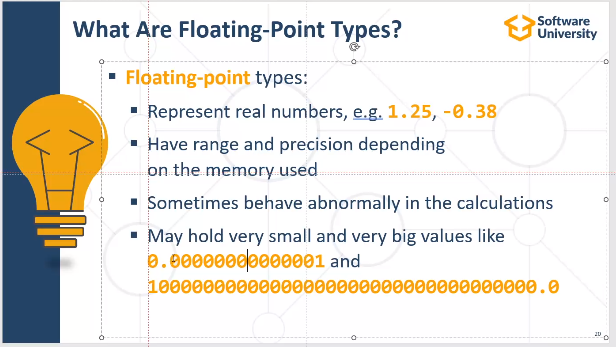 What Are Floating-Point Types?
Software
University
Floating-point types:
Represent real numbers, e.g. 1.25, -0.38
Have range and precision depending
on the memory used
Sometimes behave abnormally in the calculations
May hold very small and very big values like
0.00000000000001 and
10000000000000000000000000000000000.0
20